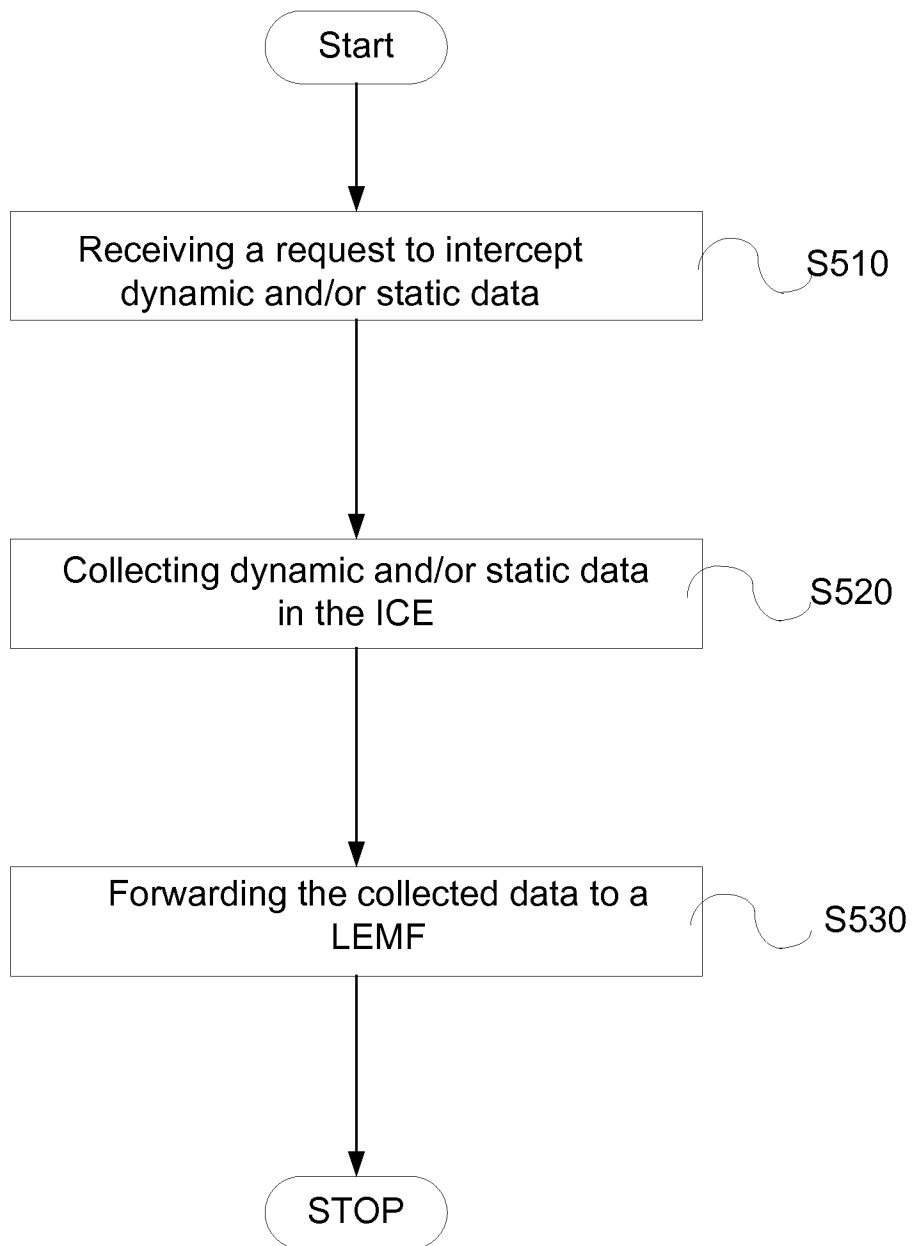 Start
Receiving a request to intercept
dynamic and/or static data
S510
Collecting dynamic and/or static data
in the ICE
S520
Forwarding the collected data to a
LEMF
S530
STOP